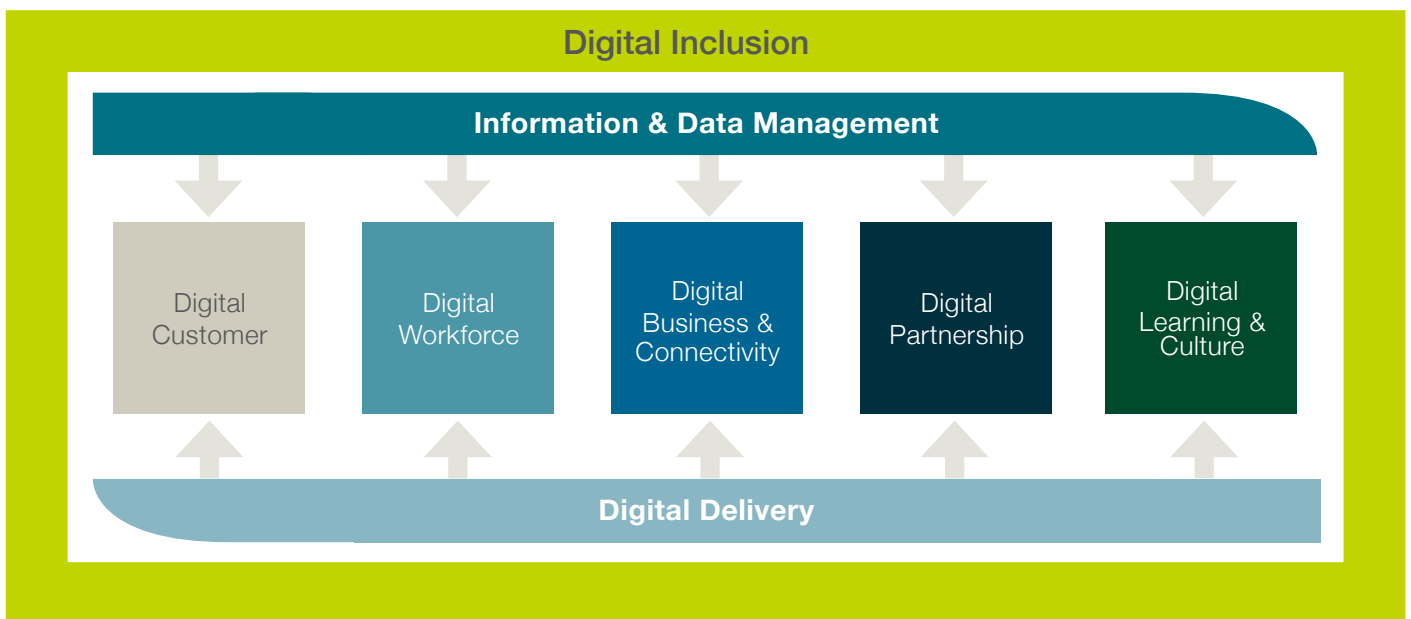 Digital Inclusion
Information & Data Management
Digital
Customer
Digital
Workforce
Digital
Business &
Connectivity
Digital
Partnership
Digital
Learning &
Culture
Digital Delivery